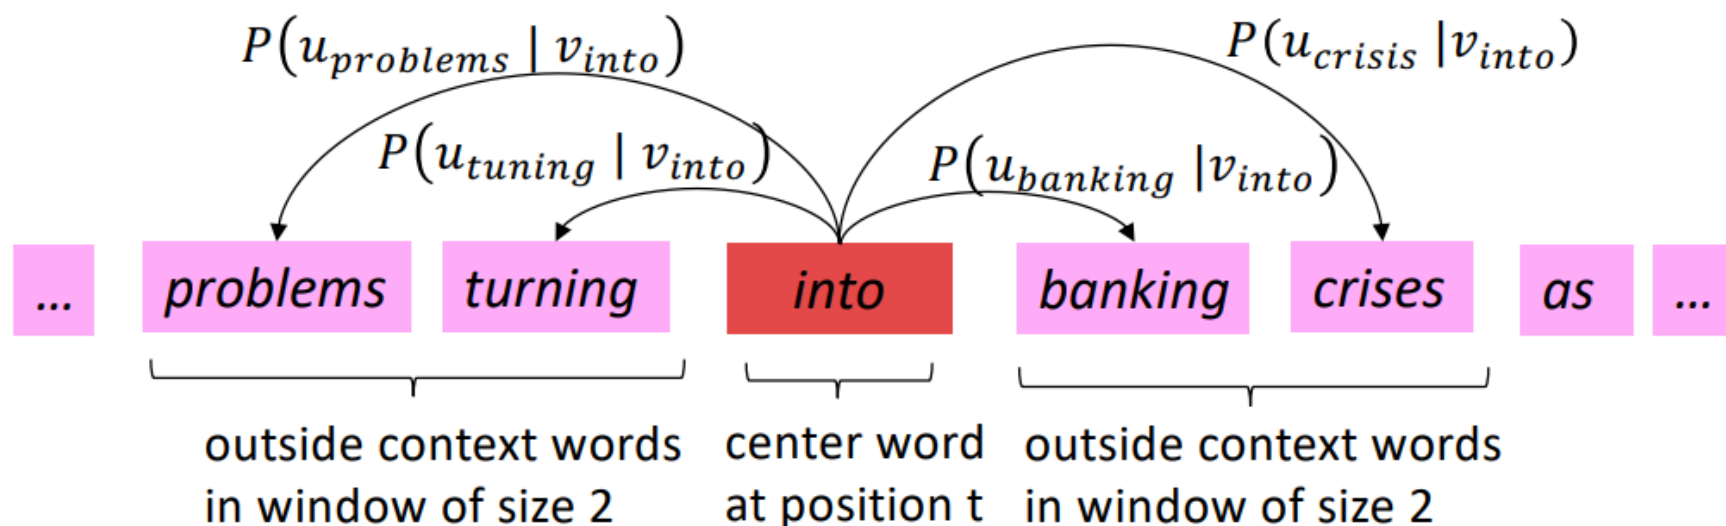 P(u_problems | v_into)
P(u_crisis |v_into)
P(u_tuning | v_into)
P(u_banking |v_into)
... problems turning into banking crises as ...
outside context words center word outside context words
in window of size 2 at position t in window of size 2